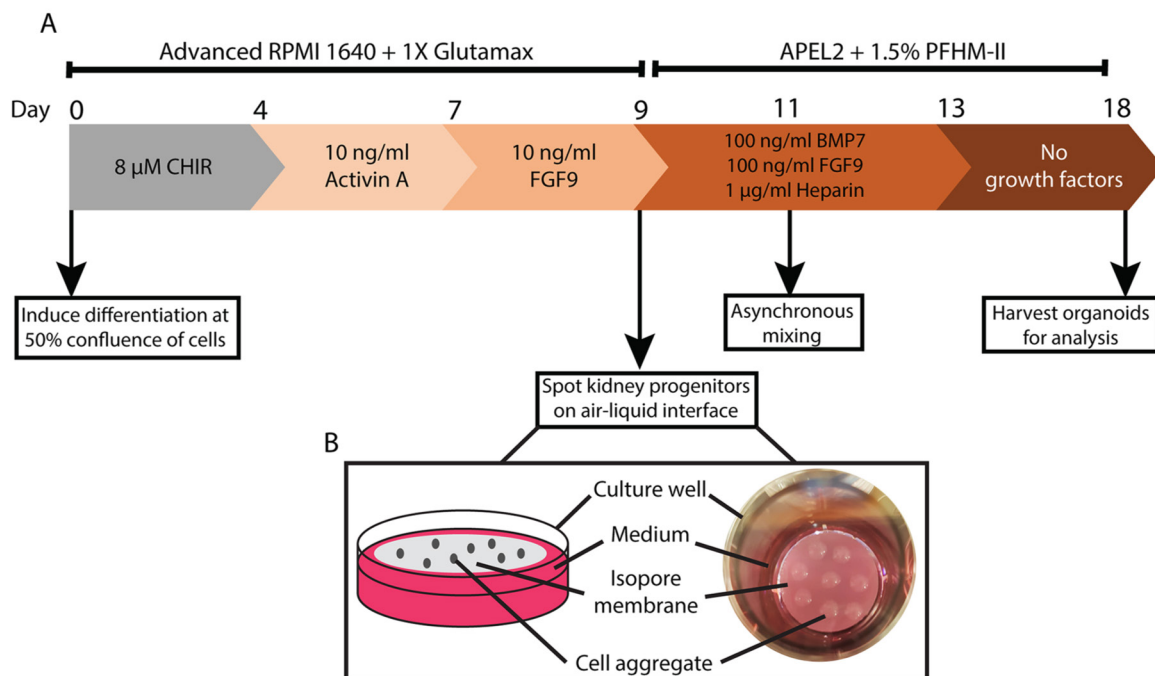 A
Advanced RPMI 1640 + 1X Glutamax
APEL2 + 1.5% PFHM-II
Day 0 4 7 9 11 13 18
8 µM CHIR
10 ng/ml
Activin A
10 ng/ml
FGF9
100 ng/ml BMP7
100 ng/ml FGF9
1 µg/ml Heparin
No
growth factors
Induce differentiation at
50% confluence of cells
Asynchronous
mixing
Harvest organoids
for analysis
Spot kidney progenitors
on air-liquid interface
B
Culture well
Medium
Isopore
membrane
Cell aggregate